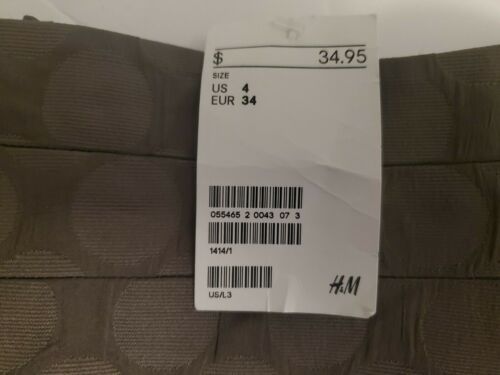 $ 34.95
SIZE
US 4
EUR 34
055465 2 0043 07 3
1414/1
US/L3
H&M